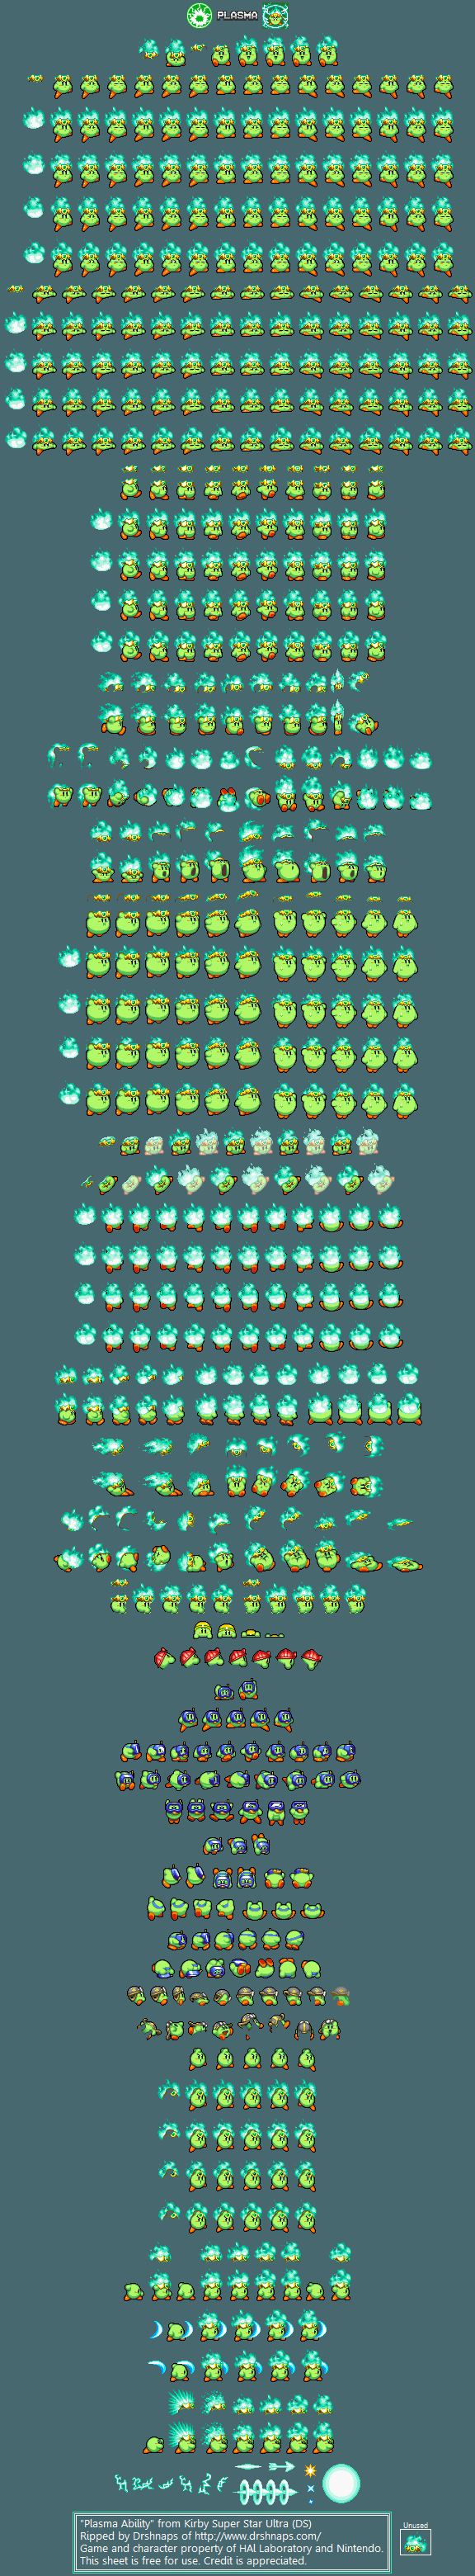 PLASMA
"Plasma Ability" from Kirby Super Star Ultra (DS)
Ripped by Drshnaps of http://www.drshnaps.com/
Game and character property of HAl Laboratory and Nintendo.
This sheet is free for use. Credit is appreciated.
Unused